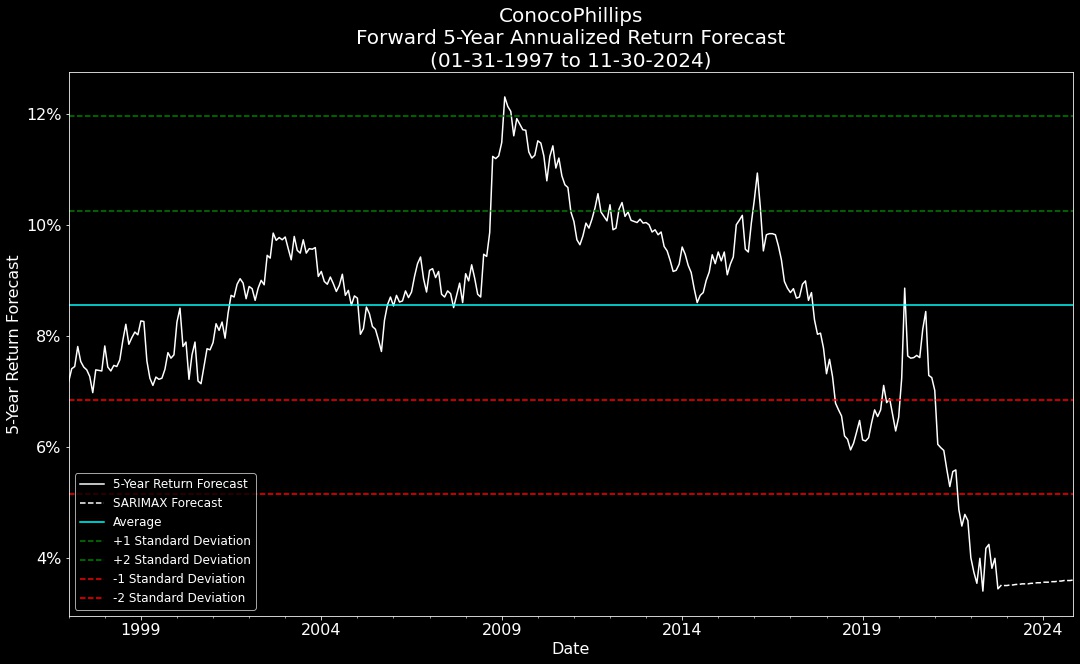 ConocoPhillips
Forward 5-Year Annualized Return Forecast
(01-31-1997 to 11-30-2024)
12%
10%
8%
6%
4%
5-Year Return Forecast
5-Year Return Forecast
SARIMAX Forecast
Average
+1 Standard Deviation
+2 Standard Deviation
-1 Standard Deviation
-2 Standard Deviation
1999 2004 2009 2014 2019 2024
Date